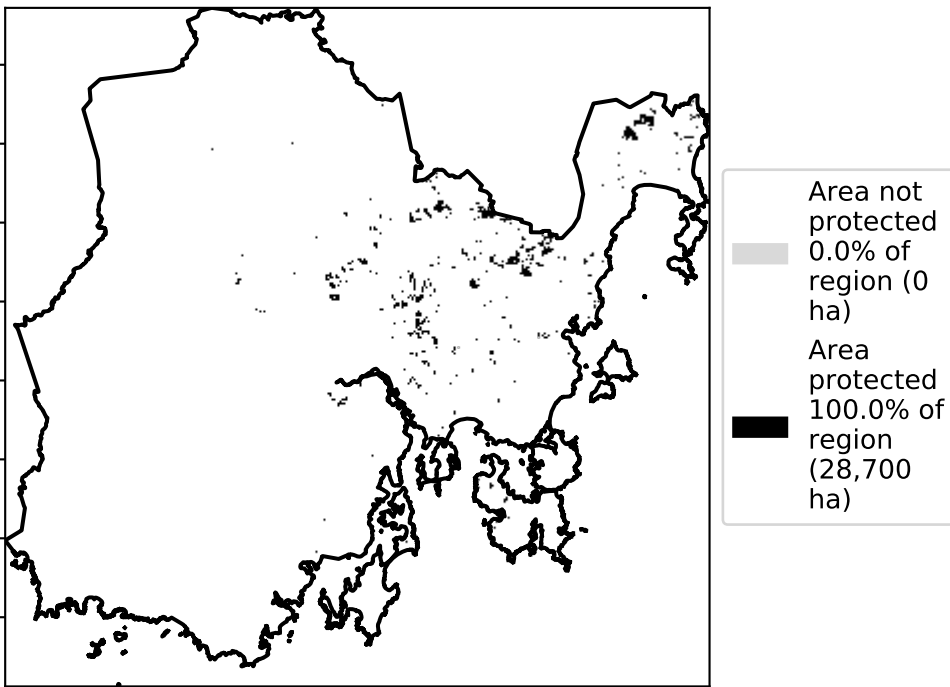 Area not
protected
0.0% of
region (0
ha)
Area
protected
100.0% of
region
(28,700
ha)